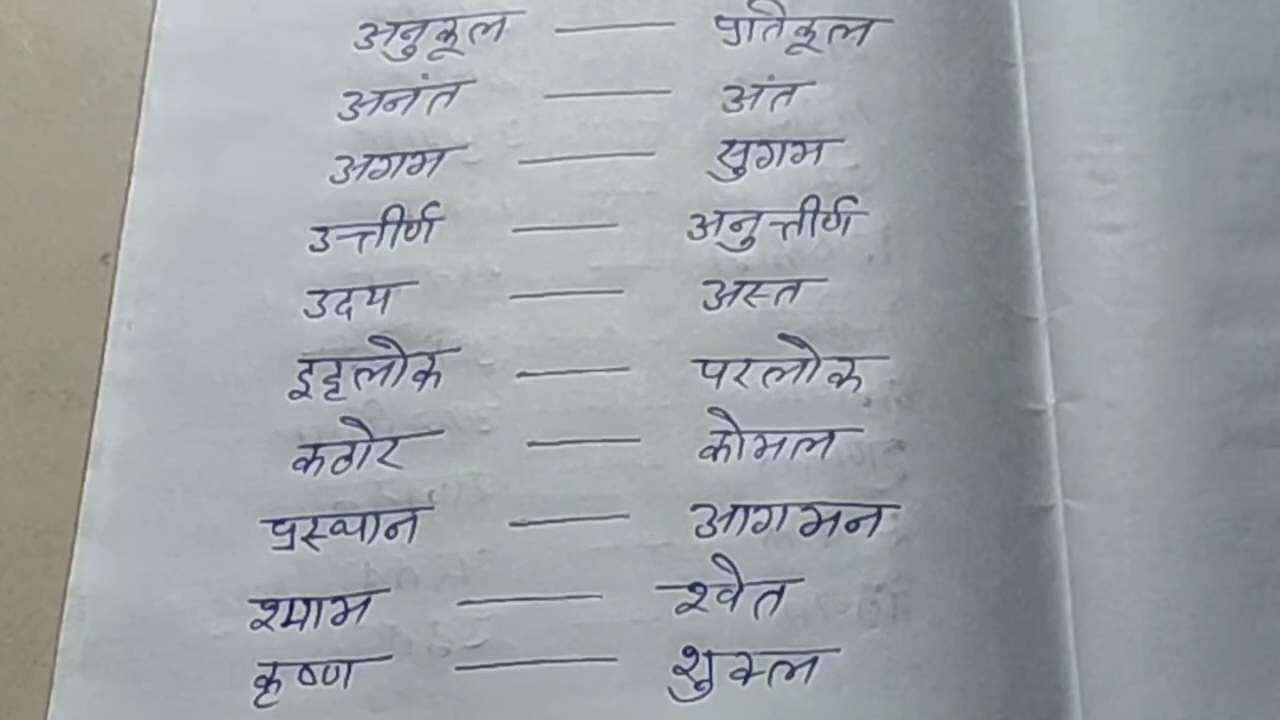 अनुकूल — प्रतिकूल
अनंत — अंत
अगम — सुगम
उत्तीर्ण — अनुत्तीर्ण
उदय — अस्त
इहलोक — परलोक
कठोर — कोमल
प्रस्थान — आगमन
श्याम — श्वेत
कृष्ण — शुक्ल